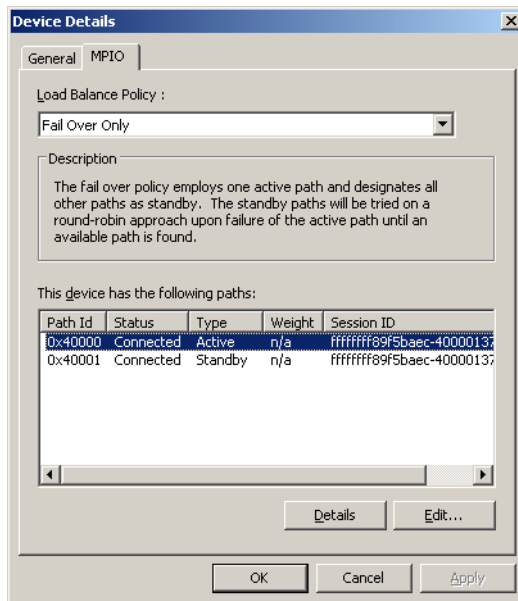 Device Details
General MPIO
Load Balance Policy :
Fail Over Only
Description
The fail over policy employs one active path and designates all
other paths as standby. The standby paths will be tried on a
round-robin approach upon failure of the active path until an
available path is found.
This device has the following paths:
Path Id Status Type Weight Session ID
0x40000 Connected Active n/a ffffffff89f5baec-40000137
0x40001 Connected Standby n/a ffffffff89f5baec-40000137
Details Edit...
OK Cancel Apply